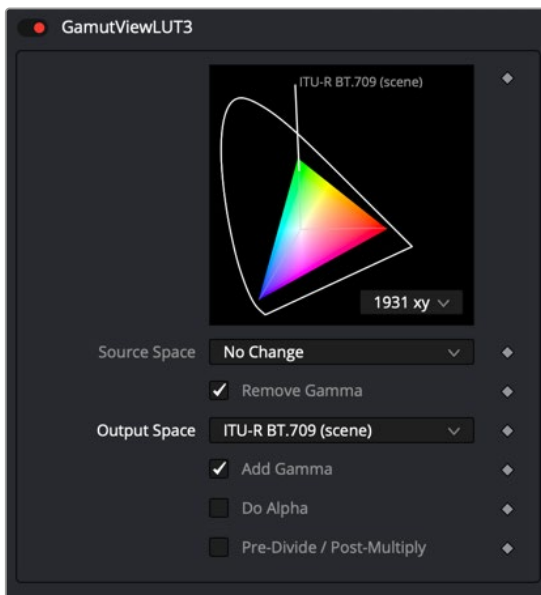 GamutViewLUT3
ITU-R BT.709 (scene)
1931 xy
Source Space No Change
Remove Gamma
Output Space ITU-R BT.709 (scene)
Add Gamma
Do Alpha
Pre-Divide / Post-Multiply